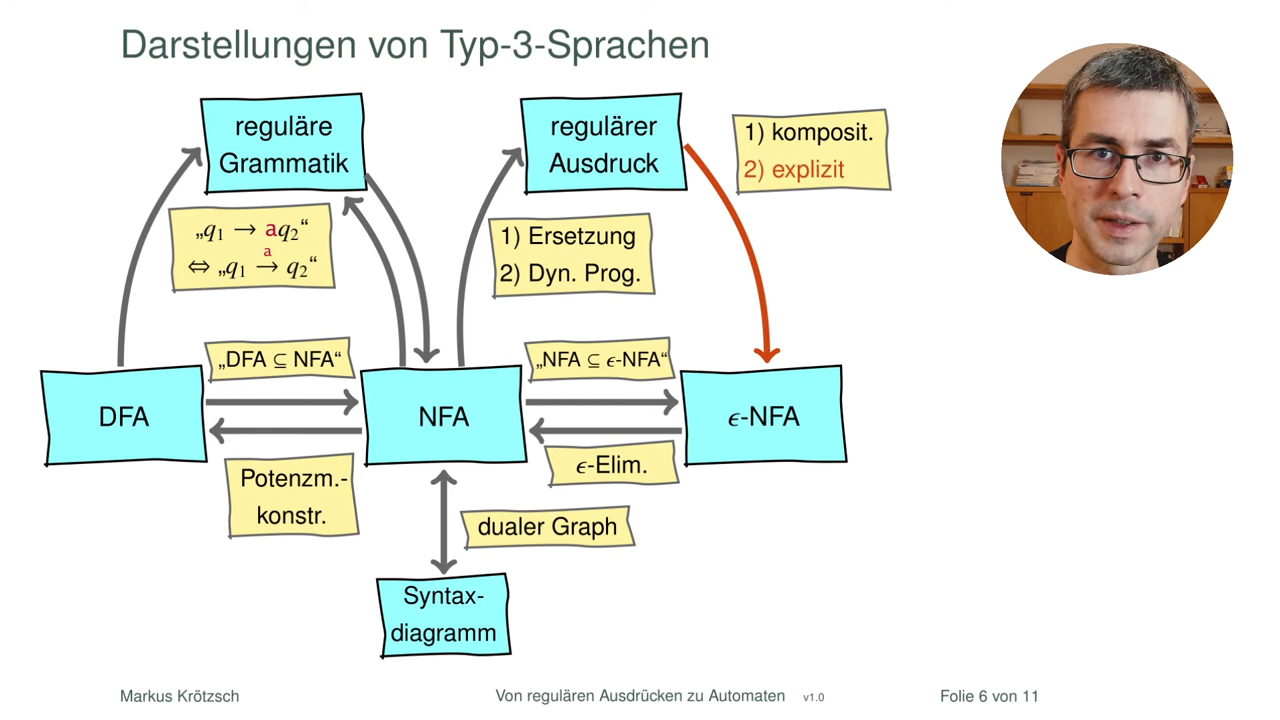 Darstellungen von Typ-3-Sprachen
reguläre
Grammatik
regulärer
Ausdruck
1) komposit.
2) explizit
„q₁ → aq₂“
⇔ „q₁ →ᵃ q₂“
1) Ersetzung
2) Dyn. Prog.
„DFA ⊆ NFA“
„NFA ⊆ ϵ-NFA“
DFA
NFA
ϵ-NFA
Potenzm.-
konstr.
ϵ-Elim.
dualer Graph
Syntax-
diagramm
Markus Krötzsch
Von regulären Ausdrücken zu Automaten v1.0
Folie 6 von 11